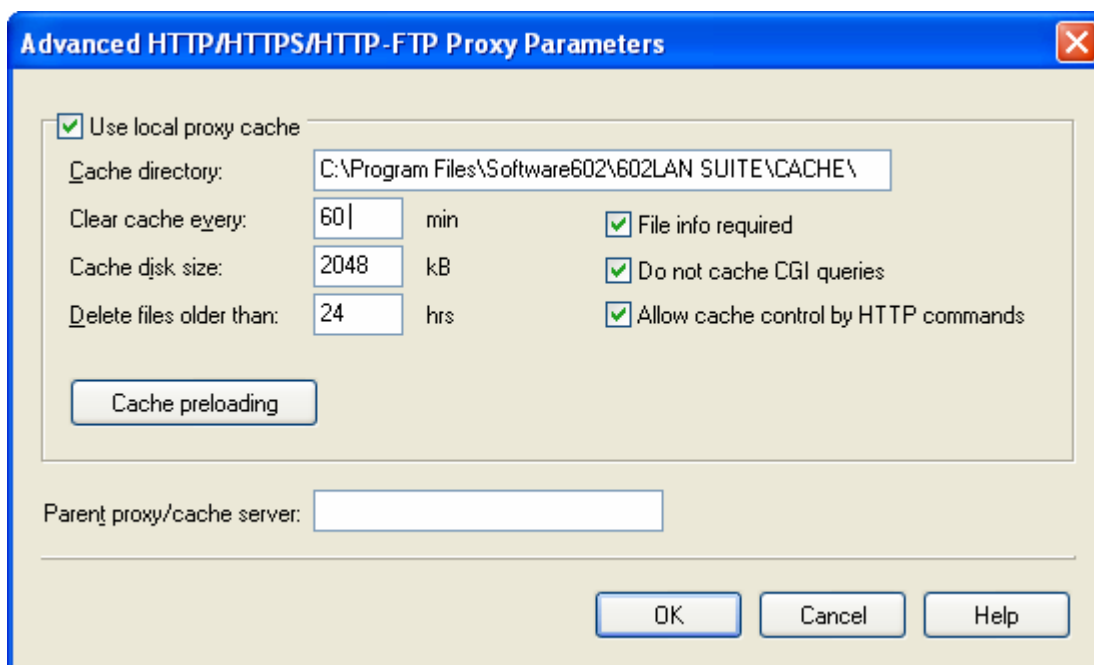 Advanced HTTP/HTTPS/HTTP-FTP Proxy Parameters
Use local proxy cache
Cache directory: C:\Program Files\Software602\602LAN SUITE\CACHE\
Clear cache every: 60 min File info required
Cache disk size: 2048 kB Do not cache CGI queries
Delete files older than: 24 hrs Allow cache control by HTTP commands
Cache preloading
Parent proxy/cache server:
OK Cancel Help